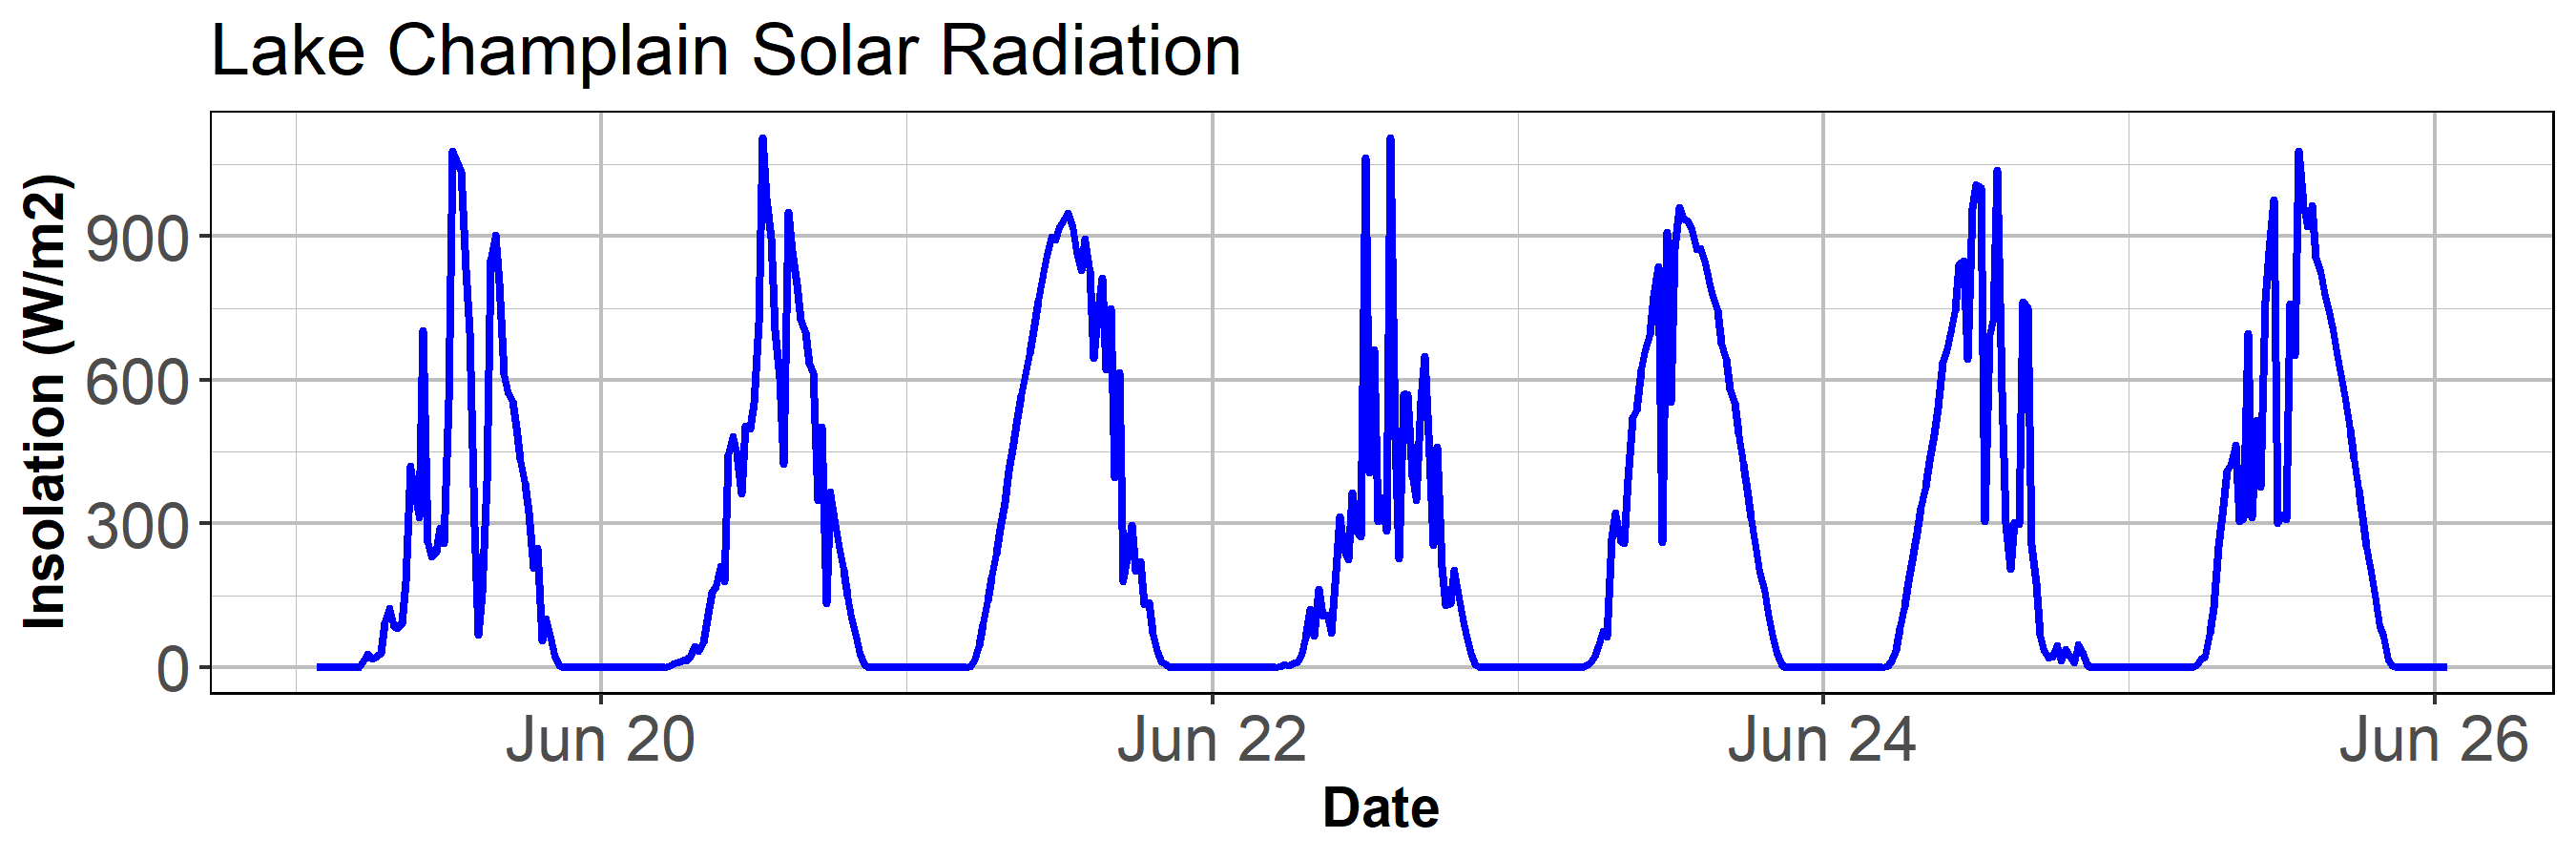 Lake Champlain Solar Radiation
Insolation (W/m2)
900
600
300
0
Jun 20
Jun 22
Jun 24
Jun 26
Date